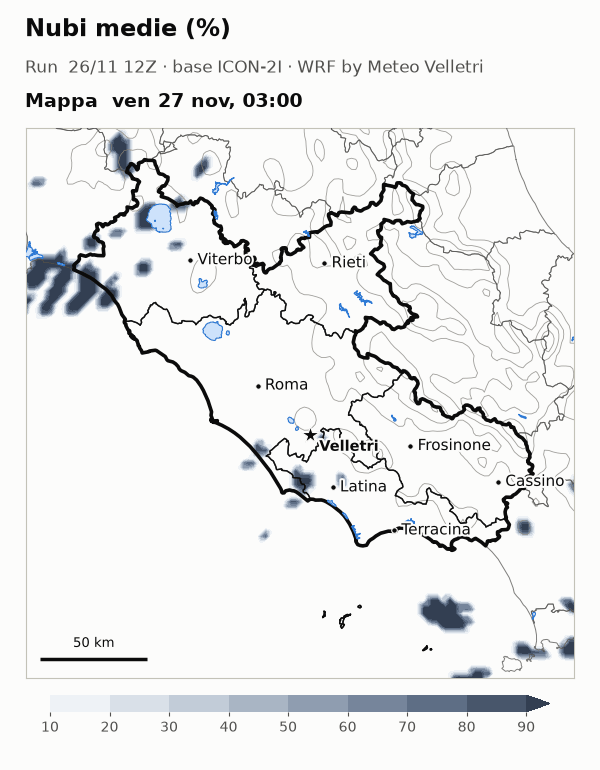 Nubi medie (%)
Run 26/11 12Z · base ICON-2I · WRF by Meteo Velletri
Mappa ven 27 nov, 03:00
Viterbo
Rieti
Roma
Velletri
Frosinone
Cassino
Latina
Terracina
50 km
10 20 30 40 50 60 70 80 90